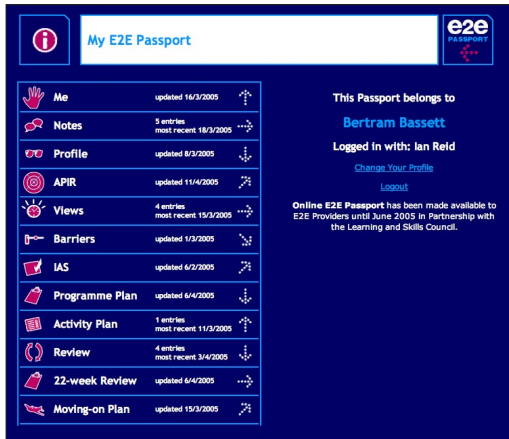 My E2E Passport
e2e
PASSPORT
Me updated 16/3/2005
Notes 5 entries
most recent 18/3/2005
Profile updated 8/3/2005
APIR updated 11/4/2005
Views 4 entries
most recent 15/3/2005
Barriers updated 1/3/2005
IAS updated 6/2/2005
Programme Plan updated 6/4/2005
Activity Plan 1 entries
most recent 11/3/2005
Review 4 entries
most recent 3/4/2005
22-week Review updated 6/4/2005
Moving-on Plan updated 15/3/2005
This Passport belongs to
Bertram Bassett
Logged in with: Ian Reid
Change Your Profile
Logout
Online E2E Passport has been made available to
E2E Providers until June 2005 in Partnership with
the Learning and Skills Council.